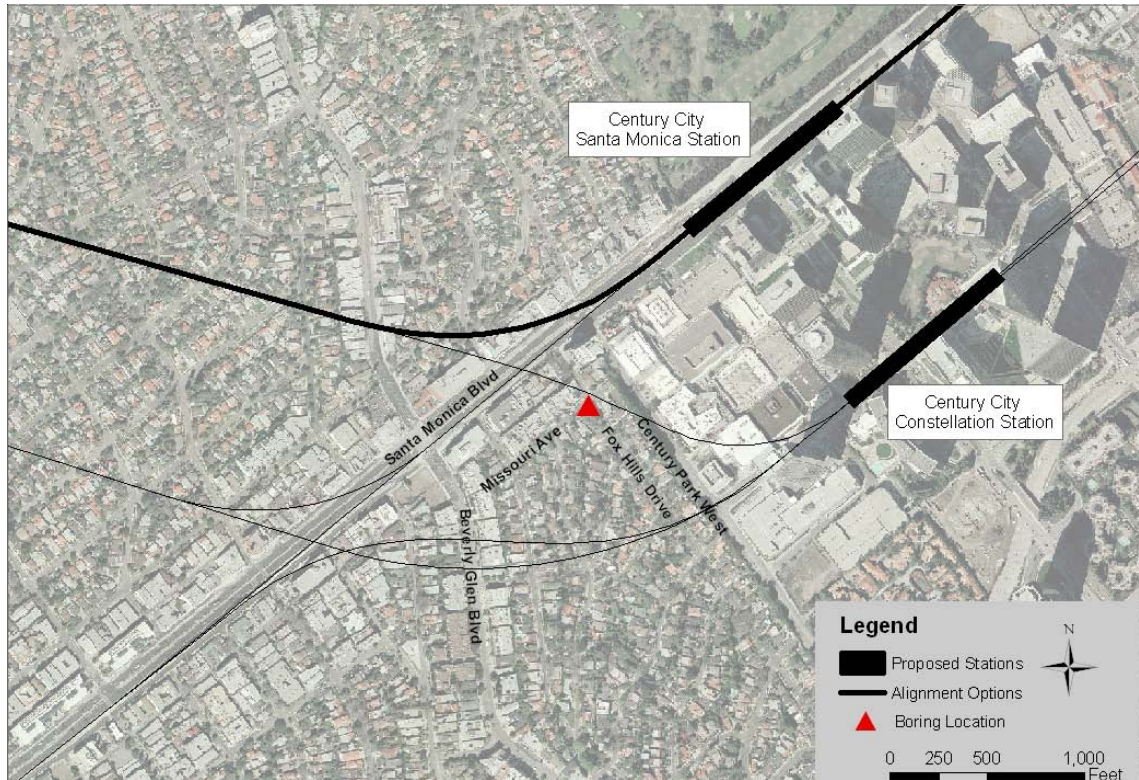 Century City
Santa Monica Station
Century City
Constellation Station
Santa Monica Blvd
Missouri Ave
Fox Hills Drive
Century Park West
Beverly Glen Blvd
Legend
N
Proposed Stations
Alignment Options
Boring Location
0 250 500 1,000
Feet